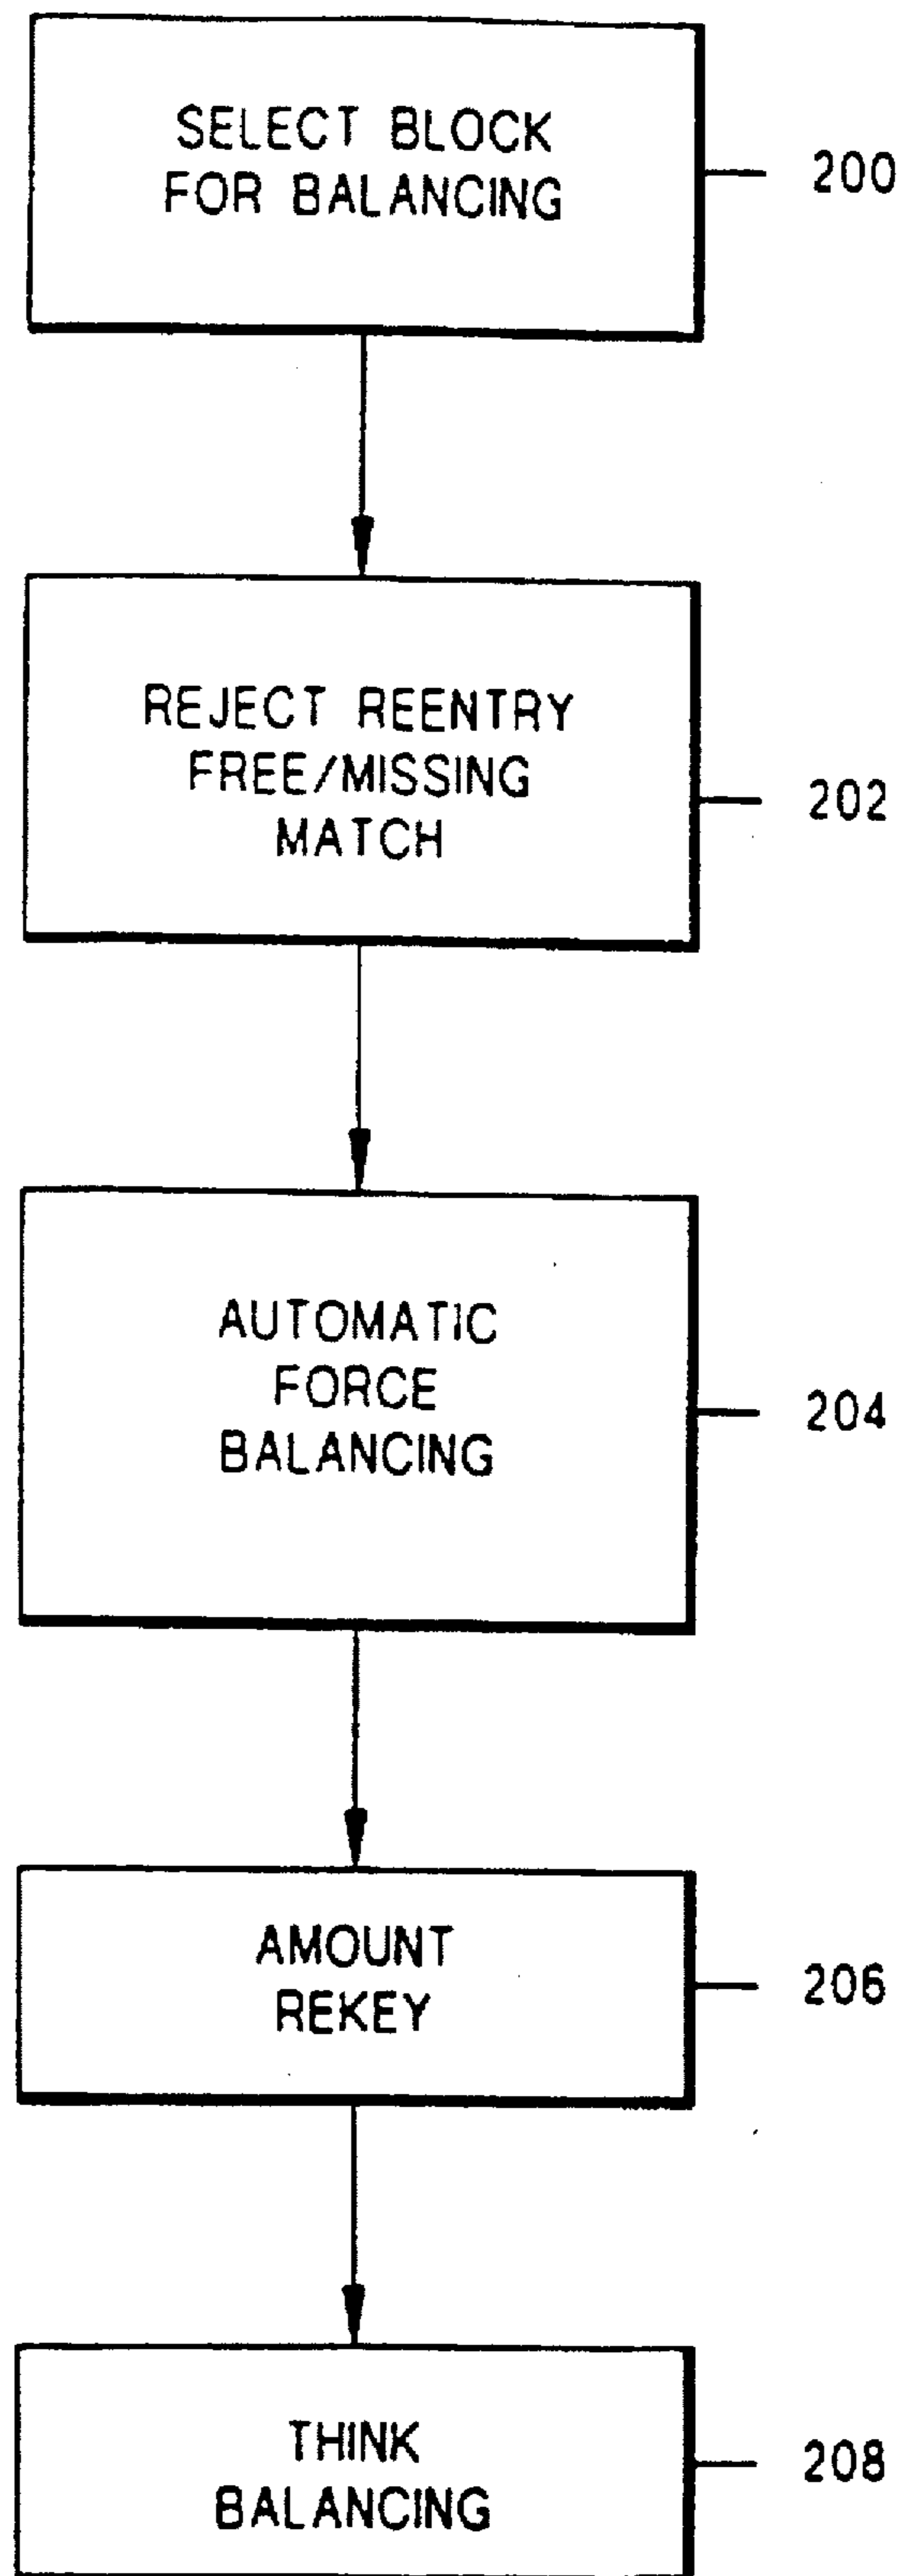 SELECT BLOCK
FOR BALANCING
200
REJECT REENTRY
FREE/MISSING
MATCH
202
AUTOMATIC
FORCE
BALANCING
204
AMOUNT
REKEY
206
THINK
BALANCING
208